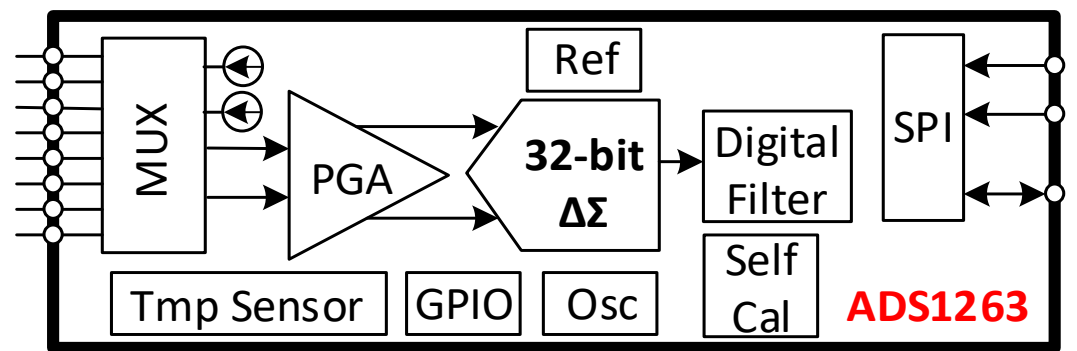 Ref
MUX
PGA
32-bit
ΔΣ
Digital
Filter
SPI
Tmp Sensor
GPIO
Osc
Self
Cal
ADS1263